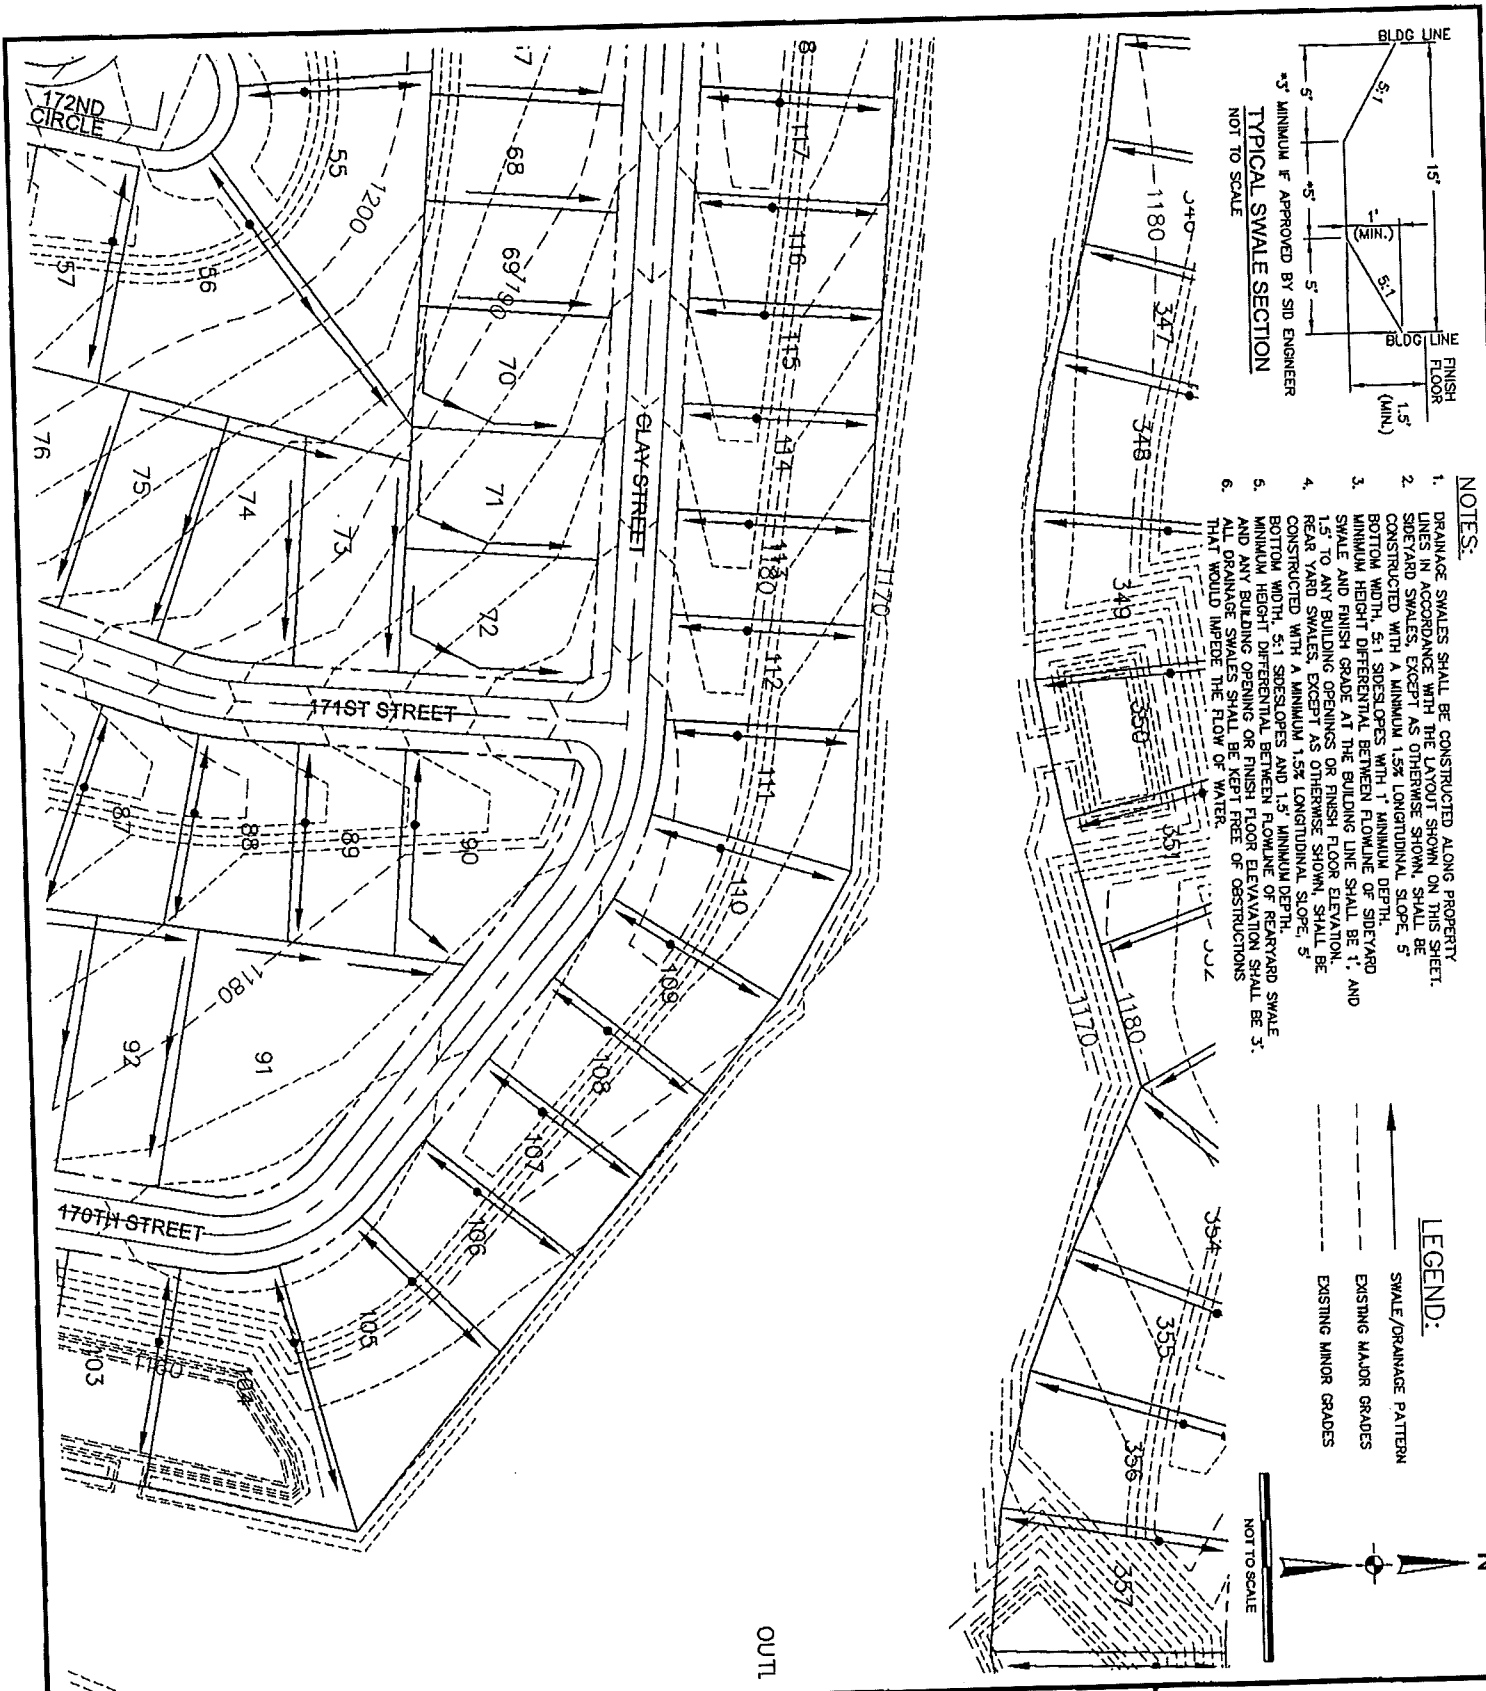 BLDG LINE
5:1
15'
5'
*5'
1'
(MIN.)
5'
5:1
BLDG LINE
FINISH
FLOOR
1.5'
(MIN.)
*3' MINIMUM IF APPROVED BY SID ENGINEER
TYPICAL SWALE SECTION
NOT TO SCALE
NOTES:
1. DRAINAGE SWALES SHALL BE CONSTRUCTED ALONG PROPERTY
LINES IN ACCORDANCE WITH THE LAYOUT SHOWN ON THIS SHEET.
2. SIDEYARD SWALES, EXCEPT AS OTHERWISE SHOWN, SHALL BE
CONSTRUCTED WITH A MINIMUM 1.5% LONGITUDINAL SLOPE, 5'
BOTTOM WIDTH, 5:1 SIDESLOPES WITH 1' MINIMUM DEPTH.
3. MINIMUM HEIGHT DIFFERENTIAL BETWEEN FLOWLINE OF SIDEYARD
SWALE AND FINISH GRADE AT THE BUILDING LINE SHALL BE 1', AND
1.5' TO ANY BUILDING OPENINGS OR FINISH FLOOR ELEVATION.
4. REAR YARD SWALES, EXCEPT AS OTHERWISE SHOWN, SHALL BE
CONSTRUCTED WITH A MINIMUM 1.5% LONGITUDINAL SLOPE, 5'
BOTTOM WIDTH, 5:1 SIDESLOPES AND 1.5' MINIMUM DEPTH.
5. MINIMUM HEIGHT DIFFERENTIAL BETWEEN FLOWLINE OF REARYARD SWALE
AND ANY BUILDING OPENING OR FINISH FLOOR ELEVAVATION SHALL BE 3'.
6. ALL DRAINAGE SWALES SHALL BE KEPT FREE OF OBSTRUCTIONS
THAT WOULD IMPEDE THE FLOW OF WATER.
LEGEND:
SWALE/DRAINAGE PATTERN
EXISTING MAJOR GRADES
EXISTING MINOR GRADES
N
NOT TO SCALE
346
1180
347
348
349
350
351
352
1180
1170
354
355
356
357
8
117
116
115
114
113
1180
1170
112
111
110
109
108
107
106
105
104
1160
103
CLAY STREET
7
68
69
1190
70
71
72
172ND
CIRCLE
55
1200
56
57
76
75
74
73
171ST STREET
87
88
89
90
1180
91
92
170TH STREET
OUTL